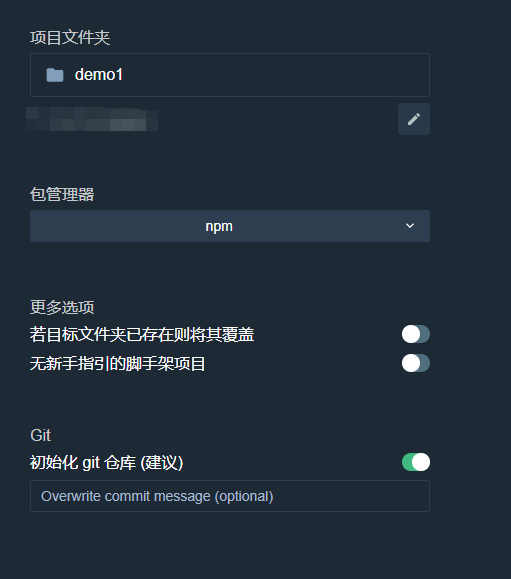 项目文件夹
demo1
包管理器
npm
更多选项
若目标文件夹已存在则将其覆盖
无新手指引的脚手架项目
Git
初始化 git 仓库 (建议)
Overwrite commit message (optional)